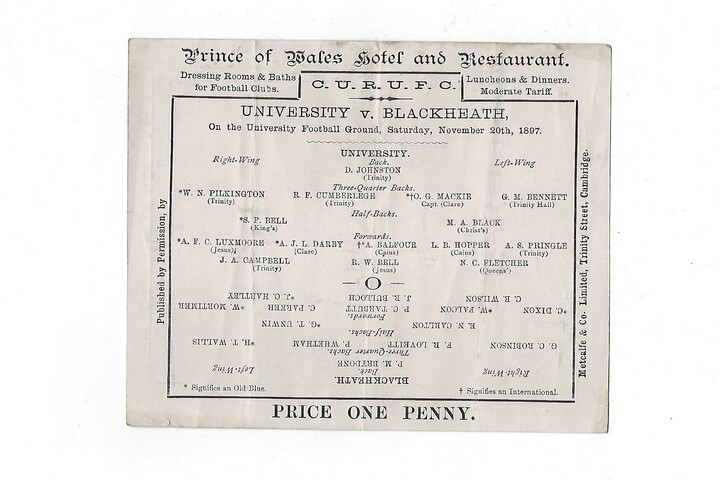 Prince of Wales Hotel and Restaurant.
Dressing Rooms & Baths
for Football Clubs.
C. U. R. U. F. C.
Luncheons & Dinners.
Moderate Tariff.
UNIVERSITY v. BLACKHEATH,
On the University Football Ground, Saturday, November 20th, 1897.
Right-Wing
UNIVERSITY.
Left-Wing
Back.
D. JOHNSTON
(Trinity)
Three-Quarter Backs.
*W. N. PILKINGTON
(Trinity)
R. F. CUMBERLEGE
(Trinity)
*†O. G. MACKIE
Capt. (Clare)
G. M. BENNETT
(Trinity Hall)
Half-Backs.
*S. P. BELL
(King's)
M. A. BLACK
(Christ's)
Forwards.
*A. F. C. LUXMOORE
(Jesus)
*A. J. L. DARBY
(Clare)
†*A. BALFOUR
(Caius)
L. B. HOPPER
(Caius)
A. S. PRINGLE
(Trinity)
J. A. CAMPBELL
(Trinity)
R. W. BELL
(Jesus)
N. C. FLETCHER
(Queens')
— O —
*J. C. HARTLEY
J. R. J. BULLOCH
C. E. WILSON
*W. MORTIMER
C. PARKER
P. C. TARBUTT
*W. FALCON
*C. DIXON
Forwards.
*G. T. UNWIN
E. N. CARLTON
Half-Backs.
*H. T. WALLIS
P. WHETHAM
F. R. LOVEITT
G. C. ROBINSON
Three-Quarter Backs.
P. M. BRYDONE
Back.
Left-Wing
BLACKHEATH.
Right-Wing
* Signifies an Old Blue.
† Signifies an International.
PRICE ONE PENNY.
Published by Permission, by
Metcalfe & Co. Limited, Trinity Street, Cambridge.